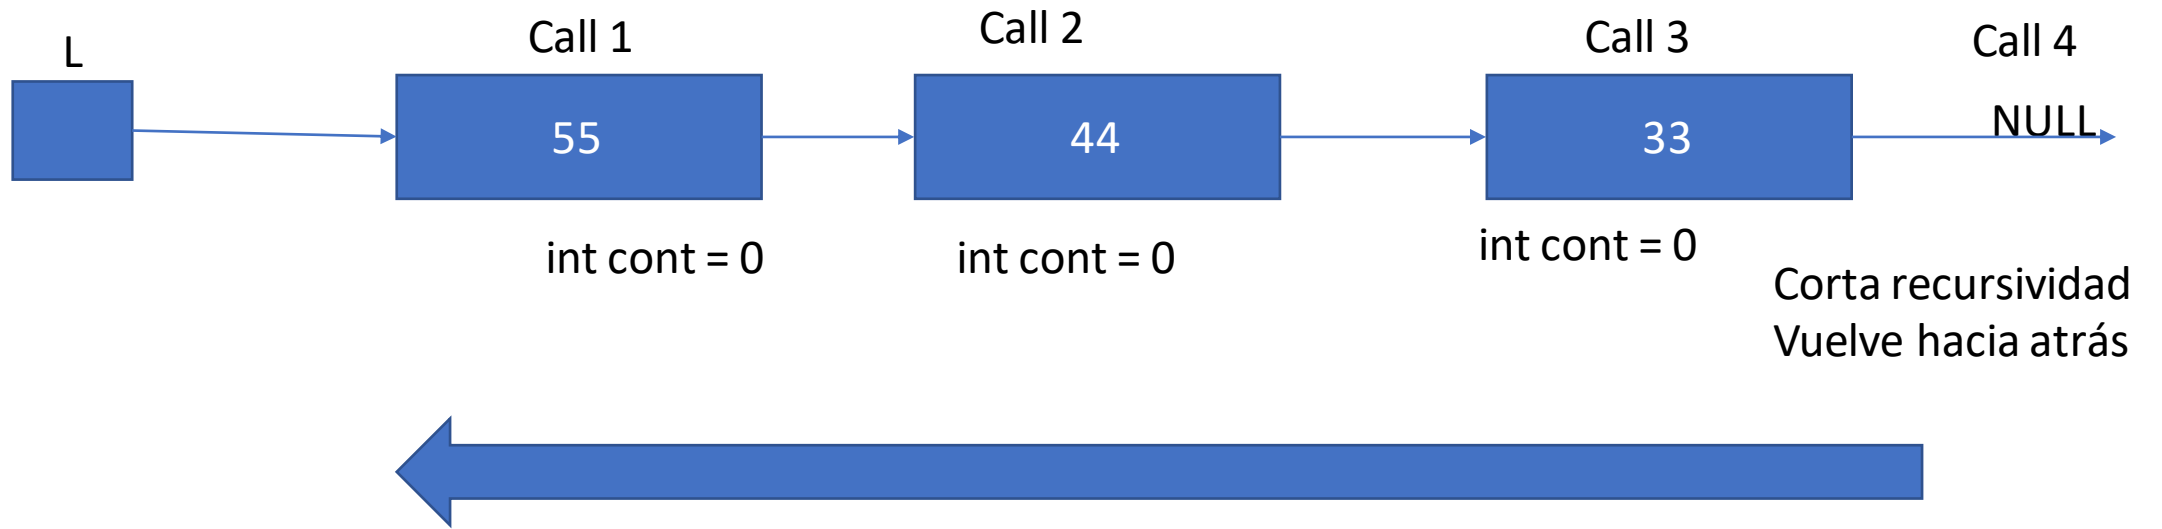 L
Call 1
Call 2
Call 3
Call 4
55
44
33
NULL
int cont = 0
int cont = 0
int cont = 0
Corta recursividad
Vuelve hacia atrás